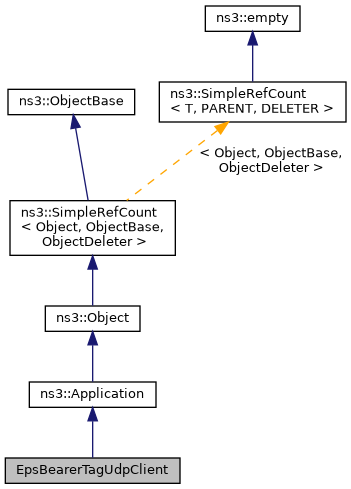 ns3::empty
ns3::SimpleRefCount
< T, PARENT, DELETER >
ns3::ObjectBase
< Object, ObjectBase,
ObjectDeleter >
ns3::SimpleRefCount
< Object, ObjectBase,
ObjectDeleter >
ns3::Object
ns3::Application
EpsBearerTagUdpClient